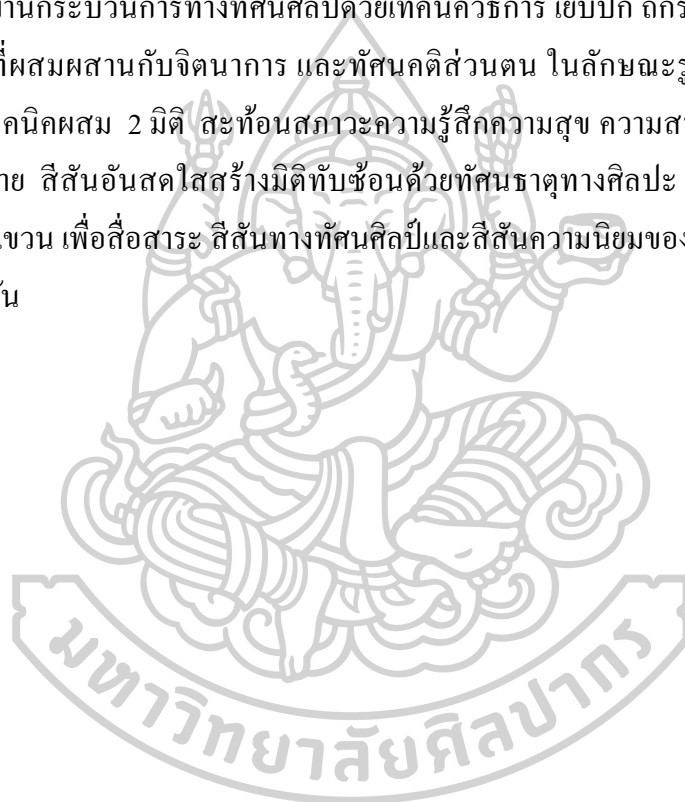 านกระบวนการทางทัศนศิลป์ด้วยเทคนิควิธีการ เย็บปัก ถักร
ที่ผสมผสานกับจิตนาการ และทัศนคติส่วนตน ในลักษณะรู
คนิคผสม 2 มิติ สะท้อนสภาวะความรู้สึกความสุข ความส
าย สีสันอันสดใสสร้างมิติทับซ้อนด้วยทัศนธาตุทางศิลปะ
เขวน เพื่อสื่อสาระ สีสันทางทัศนศิลป์และสีสันความนิยมของ
ัน
มหาวิทยาลัยศิลปากร